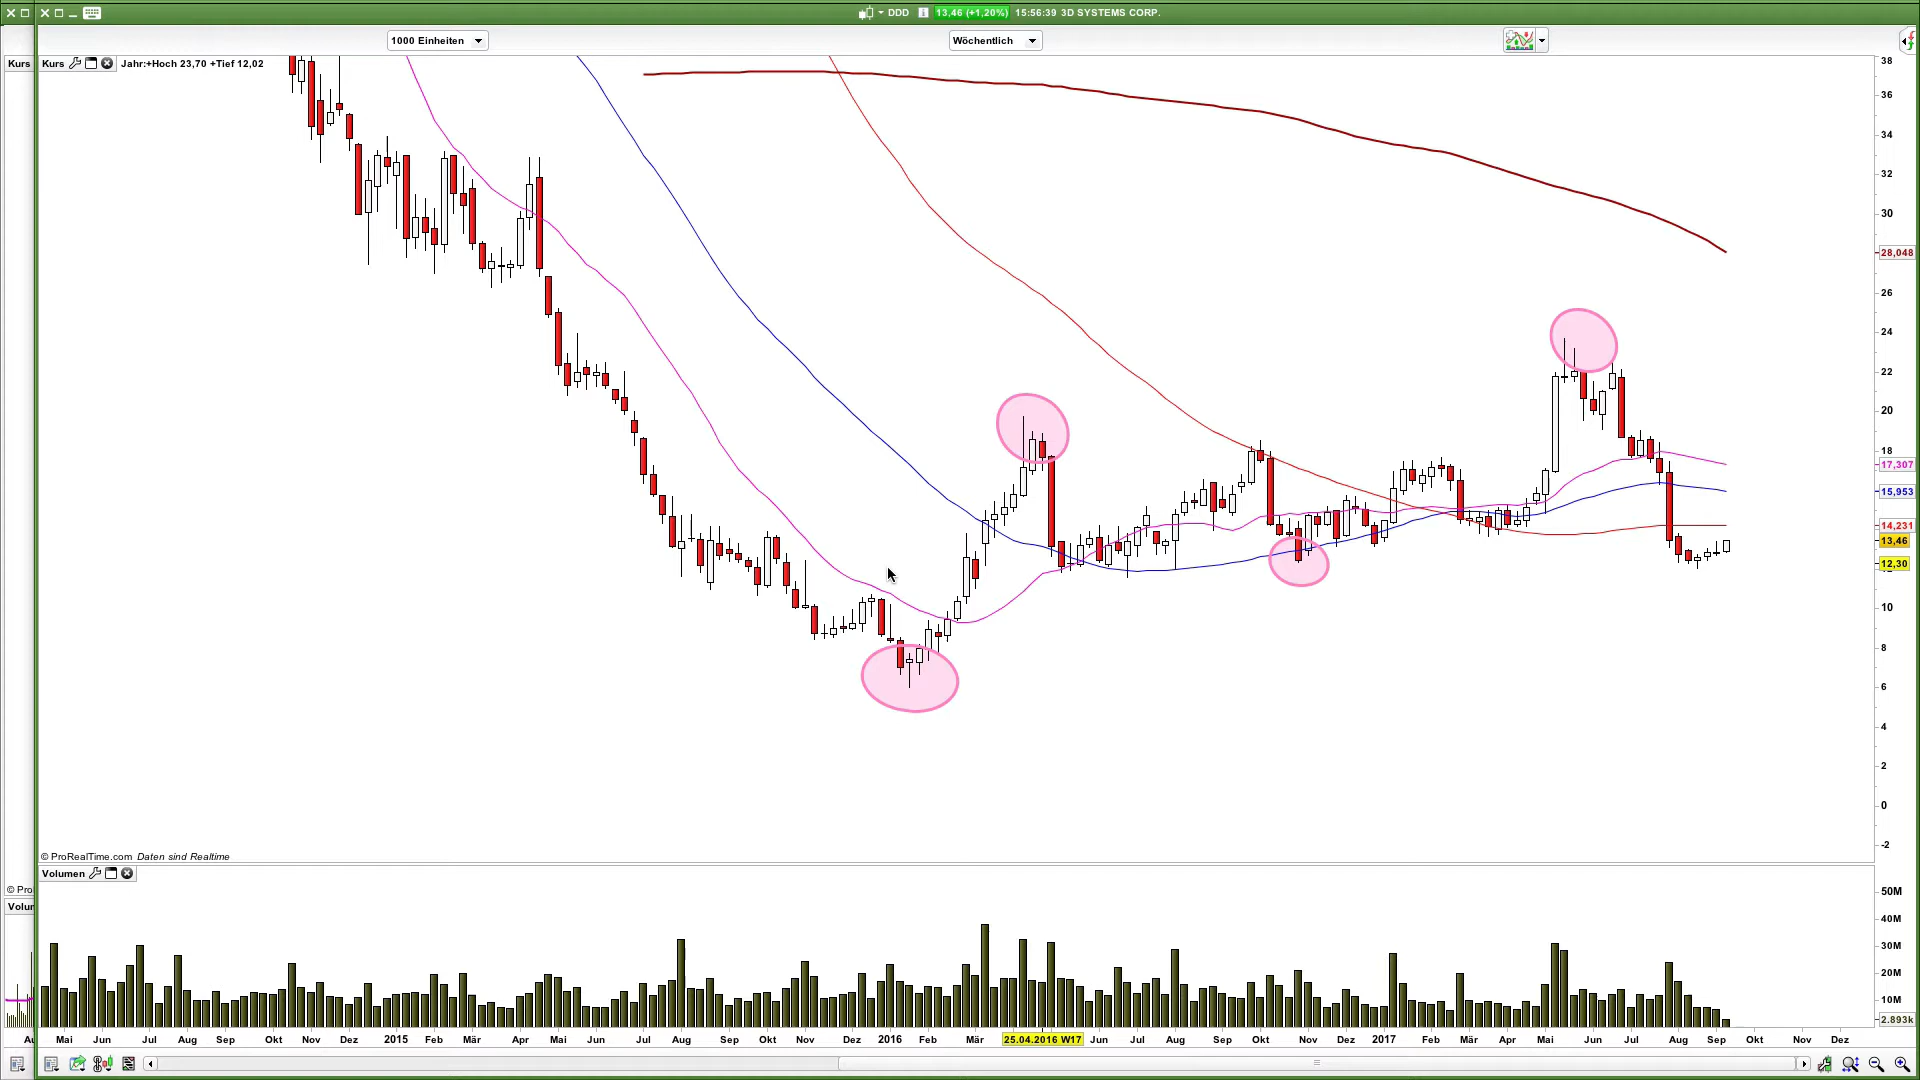 DDD 13,46 (+1,20%) 15:56:39 3D SYSTEMS CORP.
1000 Einheiten Wöchentlich
Kurs Kurs Jahr:+Hoch 23,70 +Tief 12,02
38
36
34
32
30
28,048
26
24
22
20
18
17,307
15,953
14,231
13,46
12,30
10
8
6
4
2
0
-2
© ProRealTime.com Daten sind Realtime
Volumen
© Pro
Volur
50M
40M
30M
20M
10M
2.893k
Au Mai Jun Jul Aug Sep Okt Nov Dez 2015 Feb Mär Apr Mai Jun Jul Aug Sep Okt Nov Dez 2016 Feb Mär 25.04.2016 W17 Jun Jul Aug Sep Okt Nov Dez 2017 Feb Mär Apr Mai Jun Jul Aug Sep Okt Nov Dez